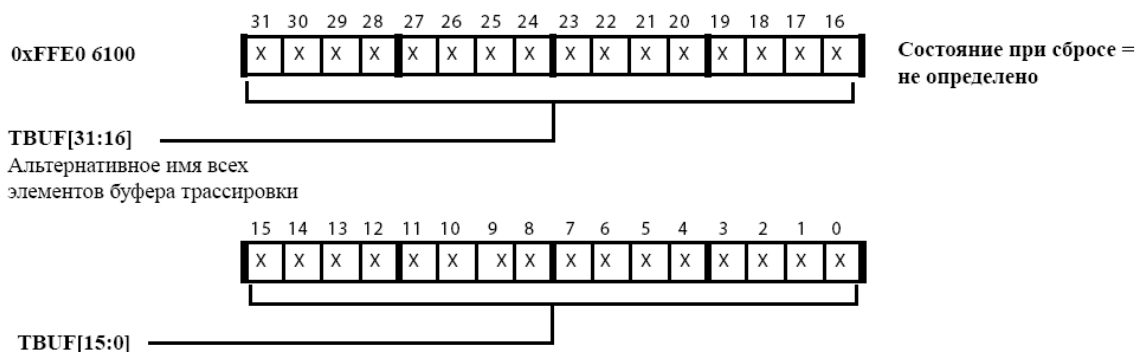 31 30 29 28 27 26 25 24 23 22 21 20 19 18 17 16
0xFFE0 6100
X X X X X X X X X X X X X X X X
Состояние при сбросе =
не определено
TBUF[31:16]
Альтернативное имя всех
элементов буфера трассировки
15 14 13 12 11 10 9 8 7 6 5 4 3 2 1 0
X X X X X X X X X X X X X X X X
TBUF[15:0]